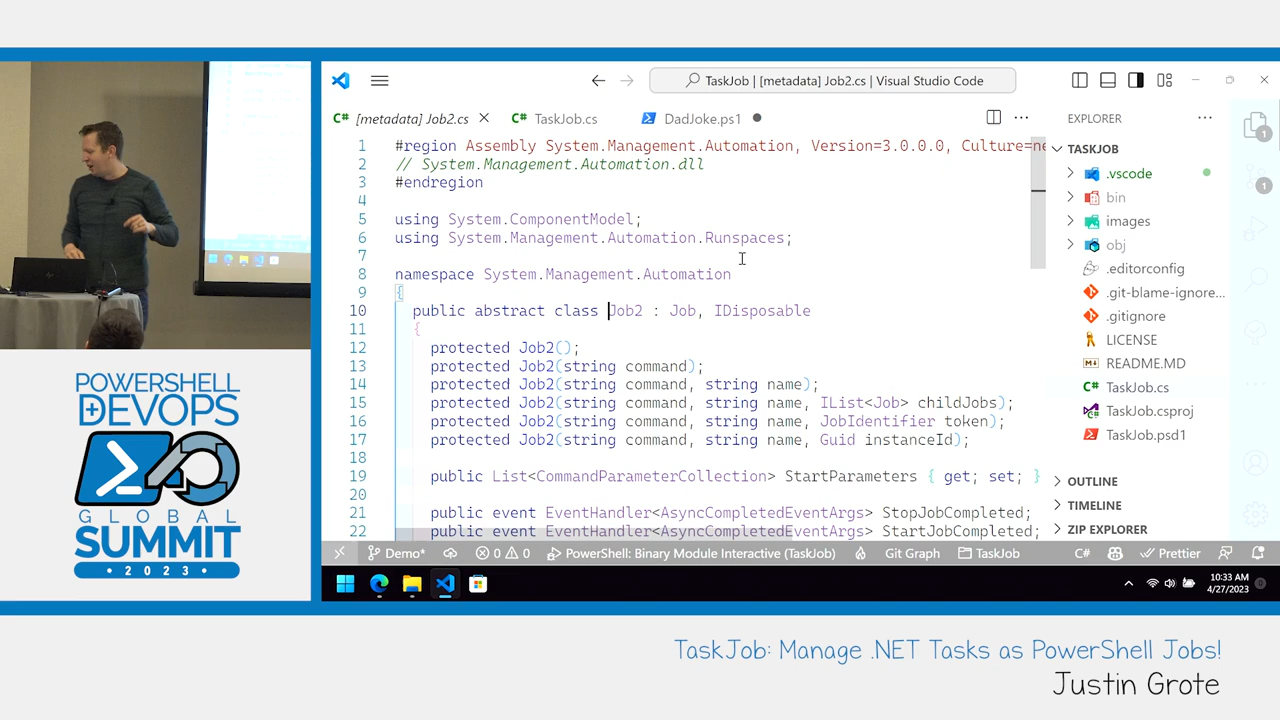 TaskJob | [metadata] Job2.cs | Visual Studio Code
C# [metadata] Job2.cs
C# TaskJob.cs
DadJoke.ps1
EXPLORER
1 #region Assembly System.Management.Automation, Version=3.0.0.0, Culture=ne
2 // System.Management.Automation.dll
3 #endregion
4
5 using System.ComponentModel;
6 using System.Management.Automation.Runspaces;
7
8 namespace System.Management.Automation
9 {
10 public abstract class Job2 : Job, IDisposable
11 {
12 protected Job2();
13 protected Job2(string command);
14 protected Job2(string command, string name);
15 protected Job2(string command, string name, IList<Job> childJobs);
16 protected Job2(string command, string name, JobIdentifier token);
17 protected Job2(string command, string name, Guid instanceId);
18
19 public List<CommandParameterCollection> StartParameters { get; set; }
20
21 public event EventHandler<AsyncCompletedEventArgs> StopJobCompleted;
22 public event EventHandler<AsyncCompletedEventArgs> StartJobCompleted;
TASKJOB
.vscode
bin
images
obj
.editorconfig
.git-blame-ignore...
.gitignore
LICENSE
README.MD
C# TaskJob.cs
TaskJob.csproj
TaskJob.psd1
OUTLINE
TIMELINE
ZIP EXPLORER
1
1
Demo* 0 0 PowerShell: Binary Module Interactive (TaskJob) Git Graph TaskJob C# Prettier
10:33 AM
4/27/2023
POWERSHELL
+DEVOPS
GLOBAL
SUMMIT
• 2023 •
TaskJob: Manage .NET Tasks as PowerShell Jobs!
Justin Grote